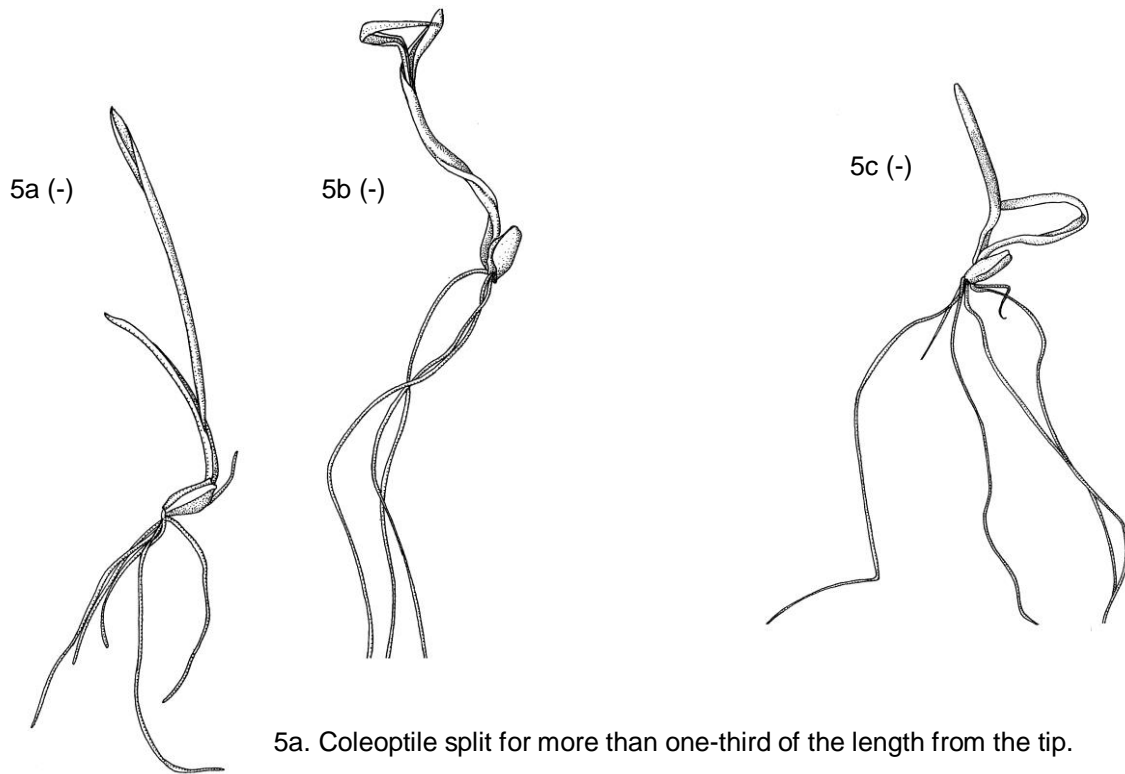 5a (-)
5b (-)
5c (-)
5a. Coleoptile split for more than one-third of the length from the tip.